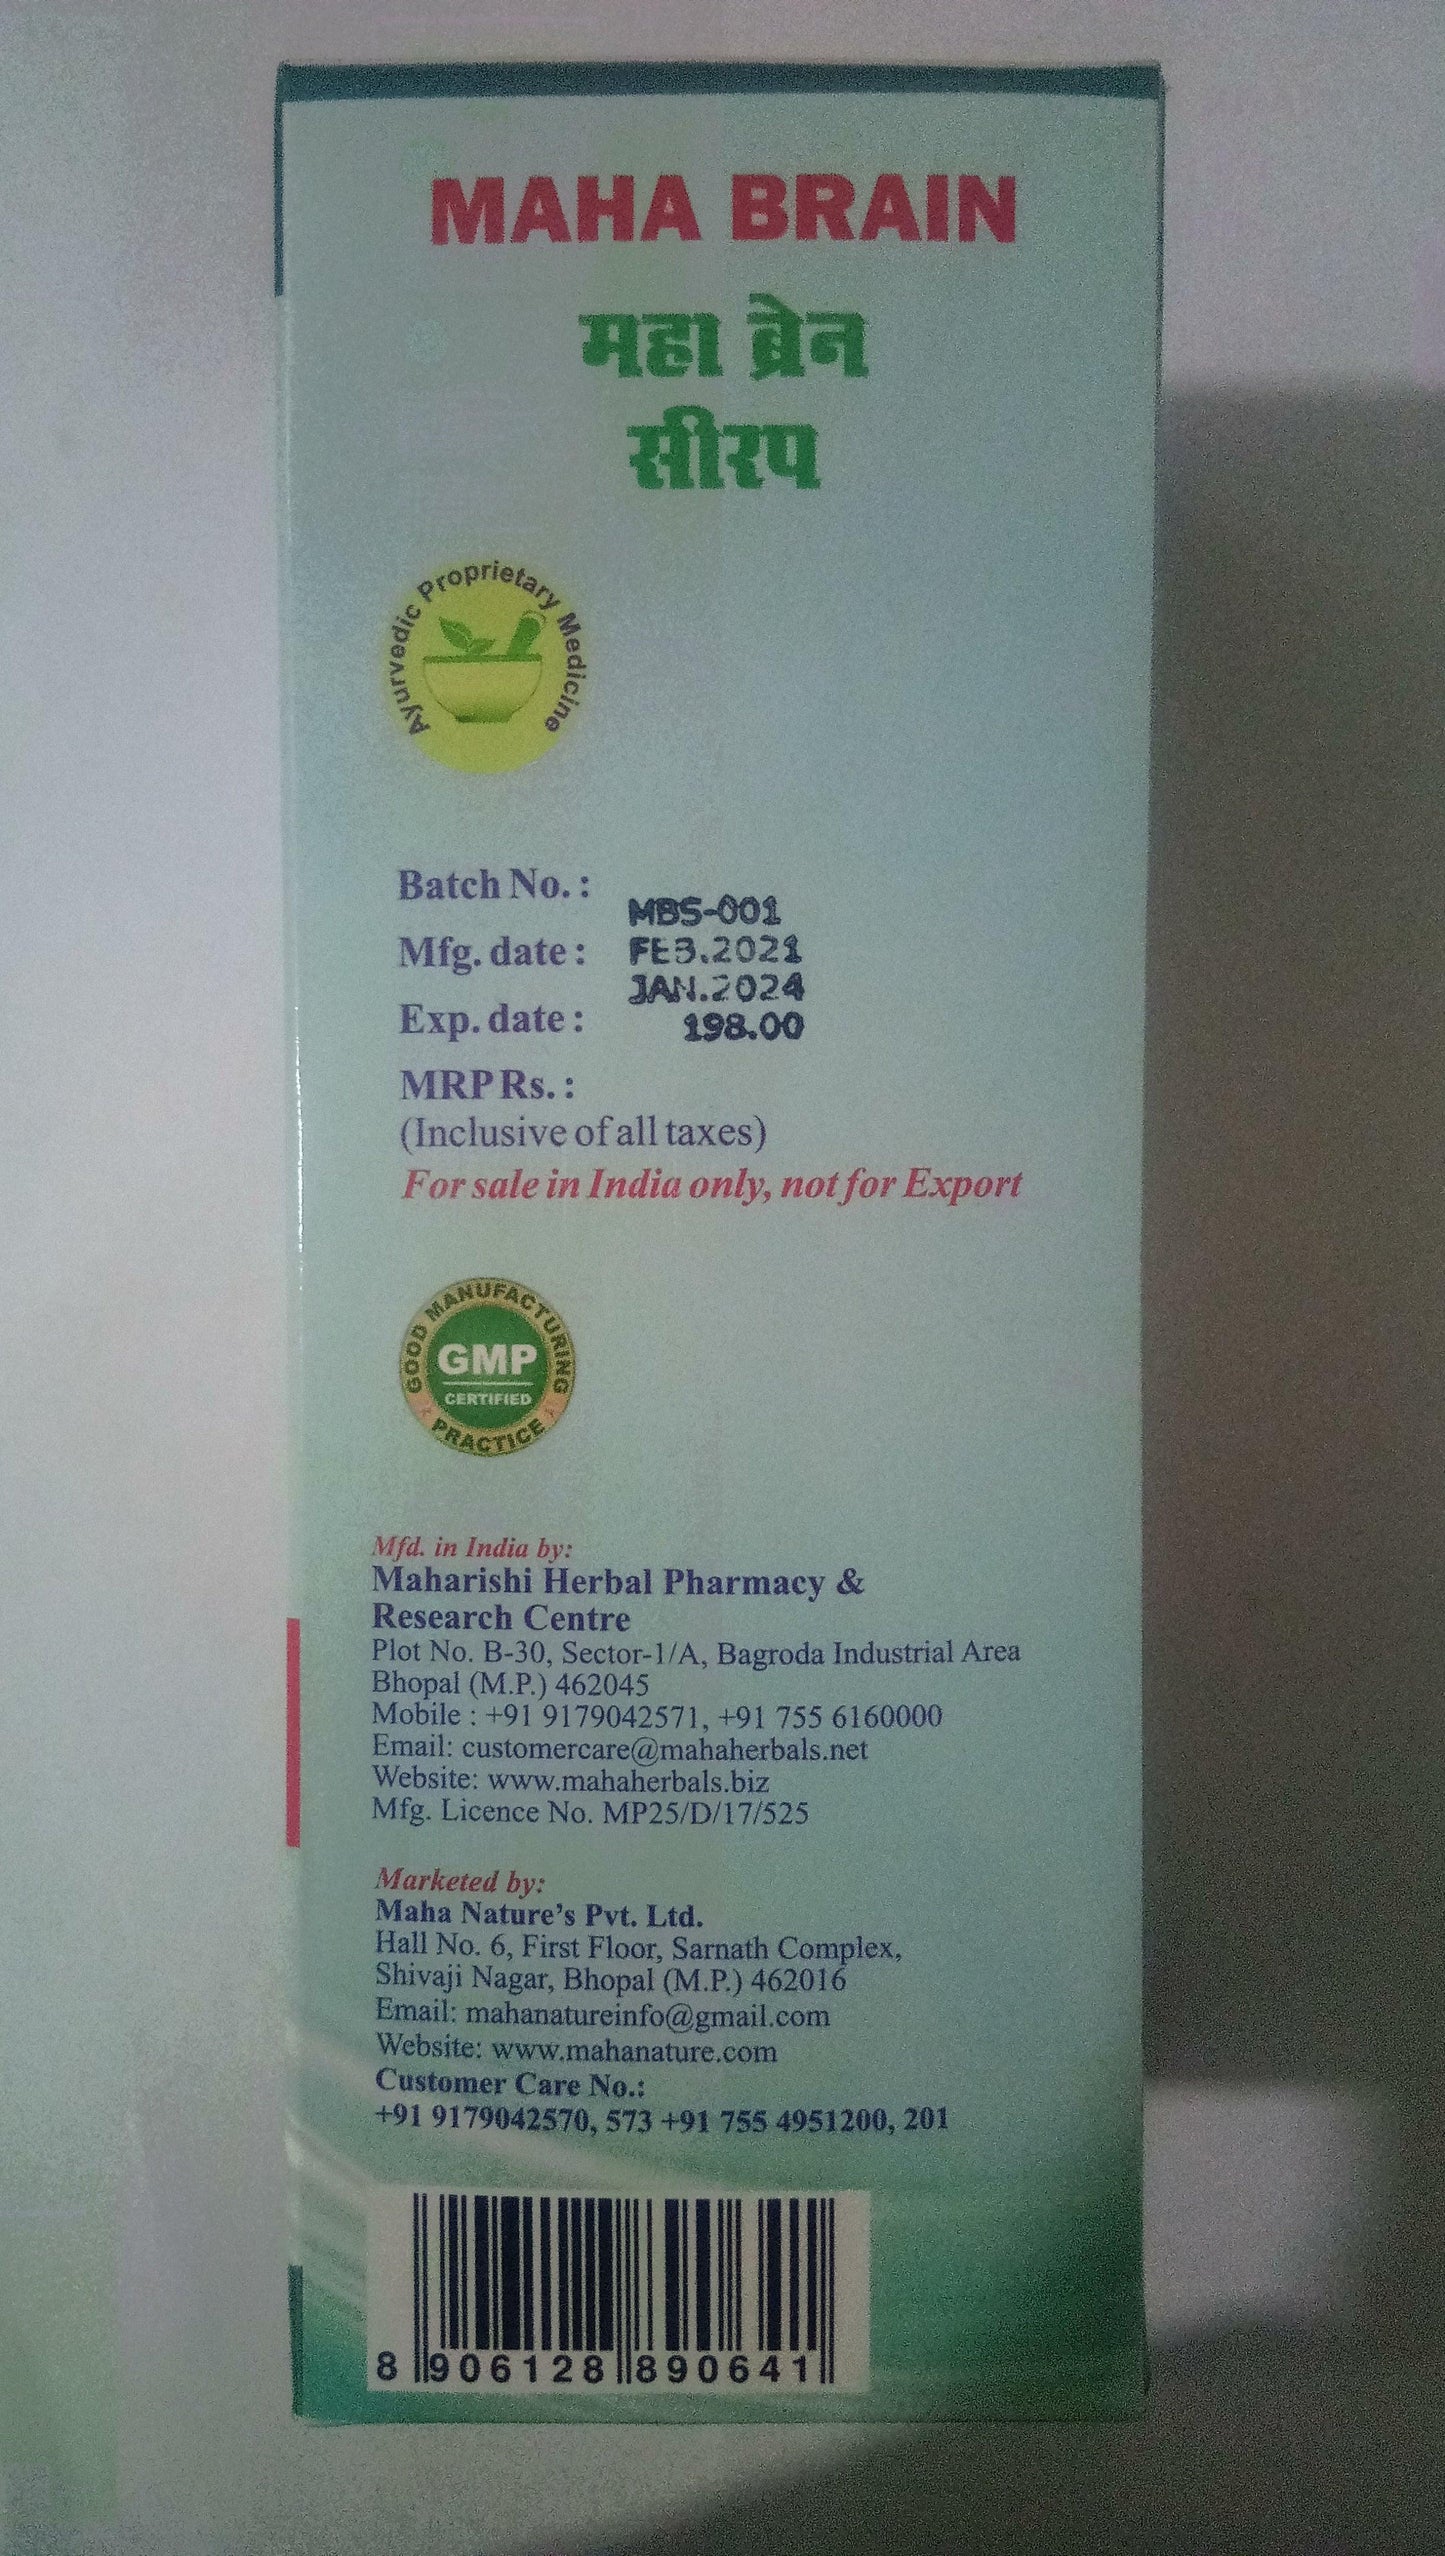 MAHA BRAIN
महा ब्रेन
सीरप
Ayurvedic Proprietary Medicine
Batch No. : MBS-001
Mfg. date : FEB.2021
Exp. date : JAN.2024
MRP Rs. : 198.00
(Inclusive of all taxes)
For sale in India only, not for Export
GOOD MANUFACTURING
GMP
CERTIFIED
PRACTICE
Mfd. in India by:
Maharishi Herbal Pharmacy &
Research Centre
Plot No. B-30, Sector-1/A, Bagroda Industrial Area
Bhopal (M.P.) 462045
Mobile : +91 9179042571, +91 755 6160000
Email: customercare@mahaherbals.net
Website: www.mahaherbals.biz
Mfg. Licence No. MP25/D/17/525
Marketed by:
Maha Nature's Pvt. Ltd.
Hall No. 6, First Floor, Sarnath Complex,
Shivaji Nagar, Bhopal (M.P.) 462016
Email: mahanatureinfo@gmail.com
Website: www.mahanature.com
Customer Care No.:
+91 9179042570, 573 +91 755 4951200, 201
8 906128 890641